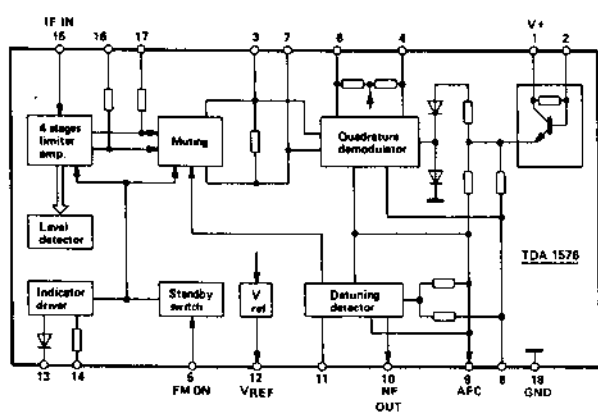 IF IN
15 16 17 3 7 6 4
V+
1 2
4 stages
limiter
amp.
Muting
Quadrature
demodulator
Level
detector
TDA 1576
Indicator
driver
Standby
switch
V
ref
Detuning
detector
13 14 5 12 11 10 9 8 18
FM ON
VREF
NF
OUT
AFC
GND